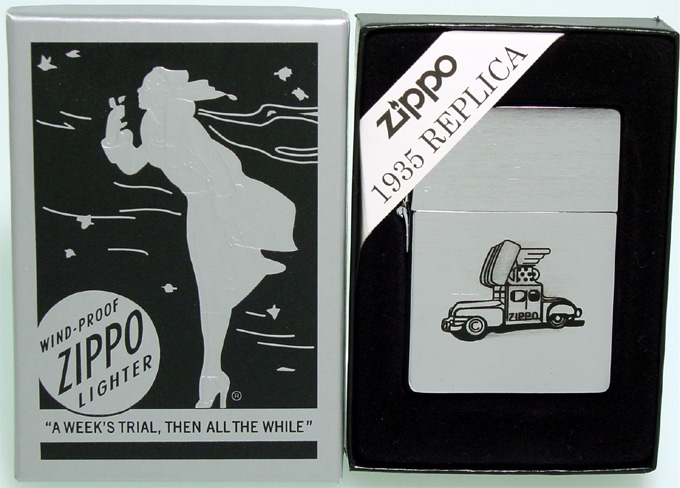 WIND-PROOF
ZIPPO
LIGHTER
®
"A WEEK'S TRIAL, THEN ALL THE WHILE"
zippo
1935 REPLICA
ZIPPO